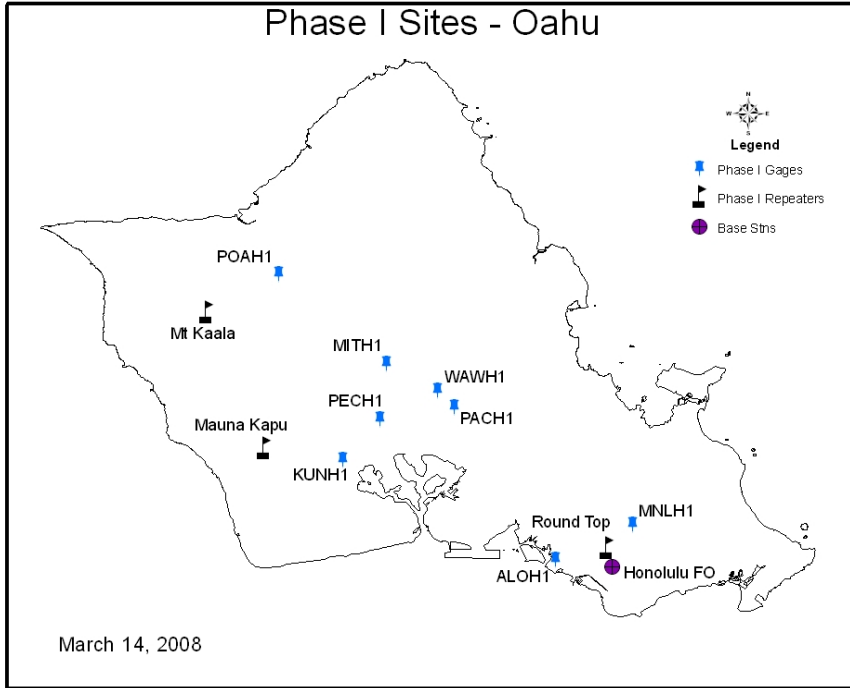 Phase I Sites - Oahu
N
W E
S
Legend
Phase I Gages
Phase I Repeaters
Base Stns
POAH1
Mt Kaala
MITH1
WAWH1
PECH1
PACH1
Mauna Kapu
KUNH1
MNLH1
Round Top
ALOH1
Honolulu FO
March 14, 2008